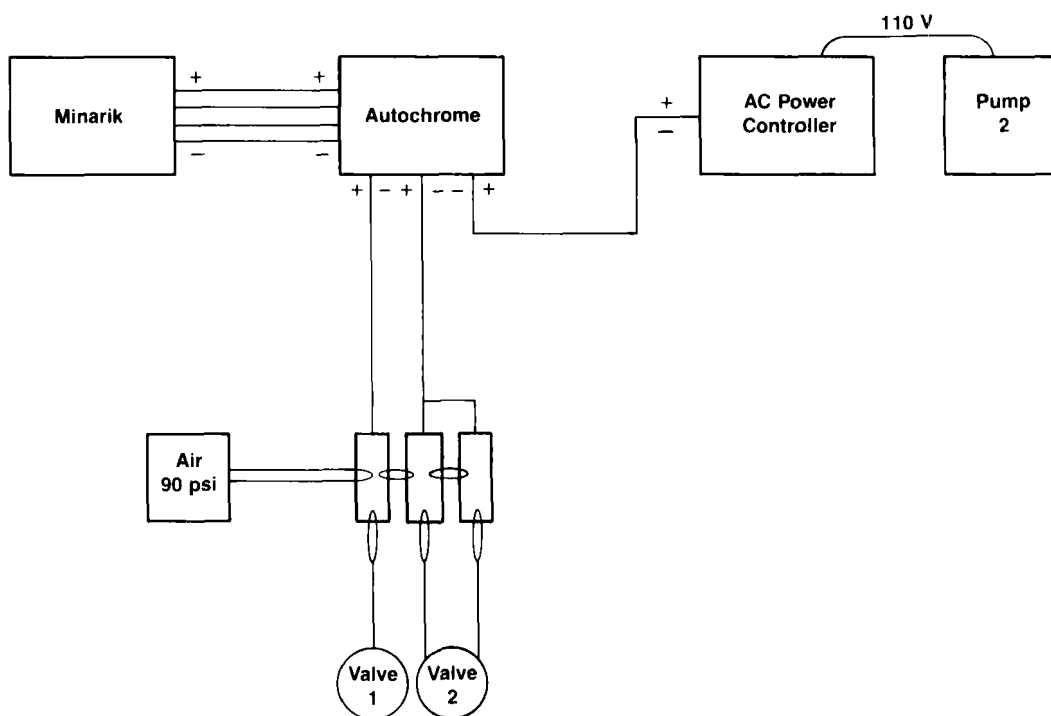 110 V
+ +
Minarik
Autochrome
AC Power
Controller
Pump
2
+
–
– –
+ - + - - +
Air
90 psi
Valve
1
Valve
2